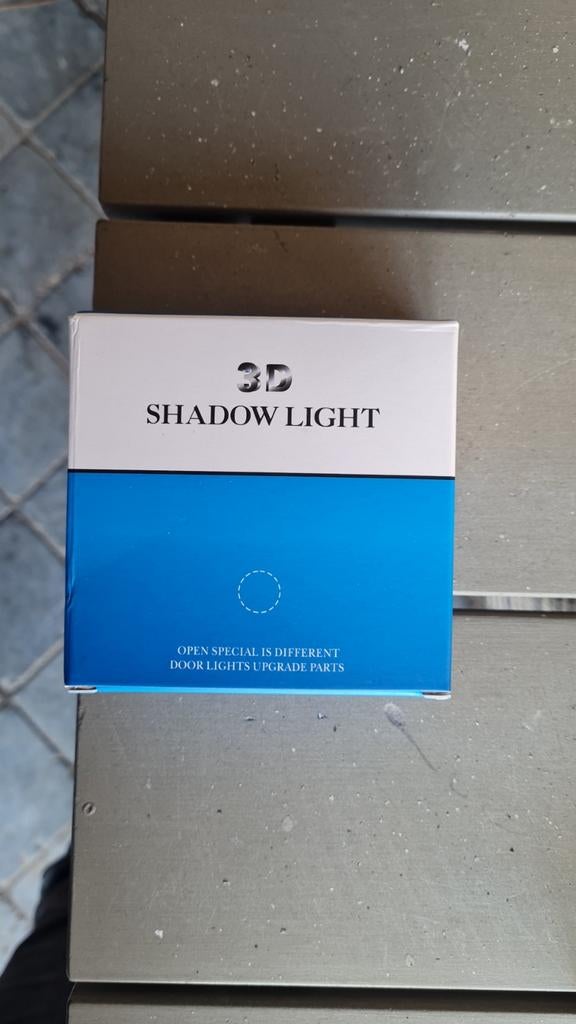 3D
SHADOW LIGHT
OPEN SPECIAL IS DIFFERENT
DOOR LIGHTS UPGRADE PARTS